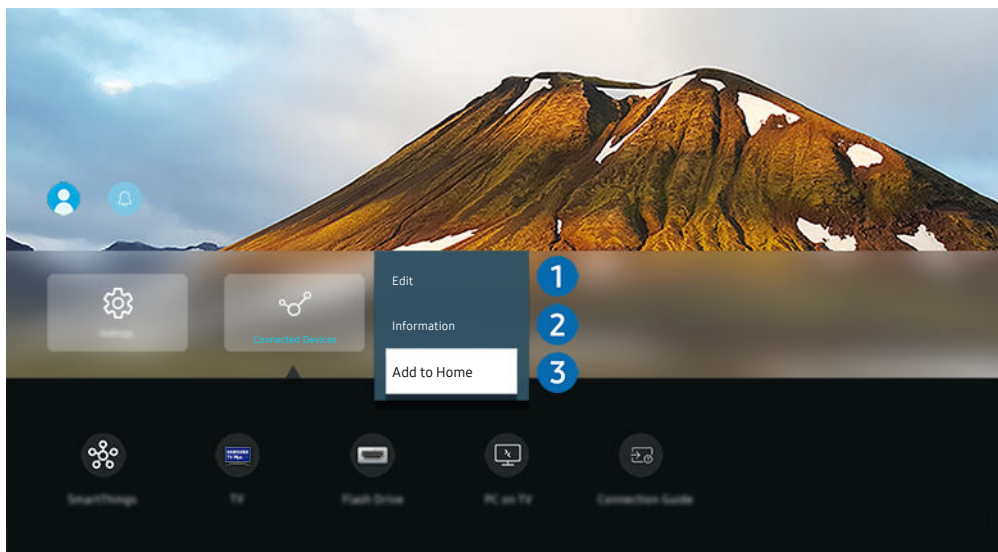 Edit
1
Information
2
Settings
Connected Devices
Add to Home
3
SAMSUNG
TV Plus
SmartThings
TV
Flash Drive
PC on TV
Connection Guide